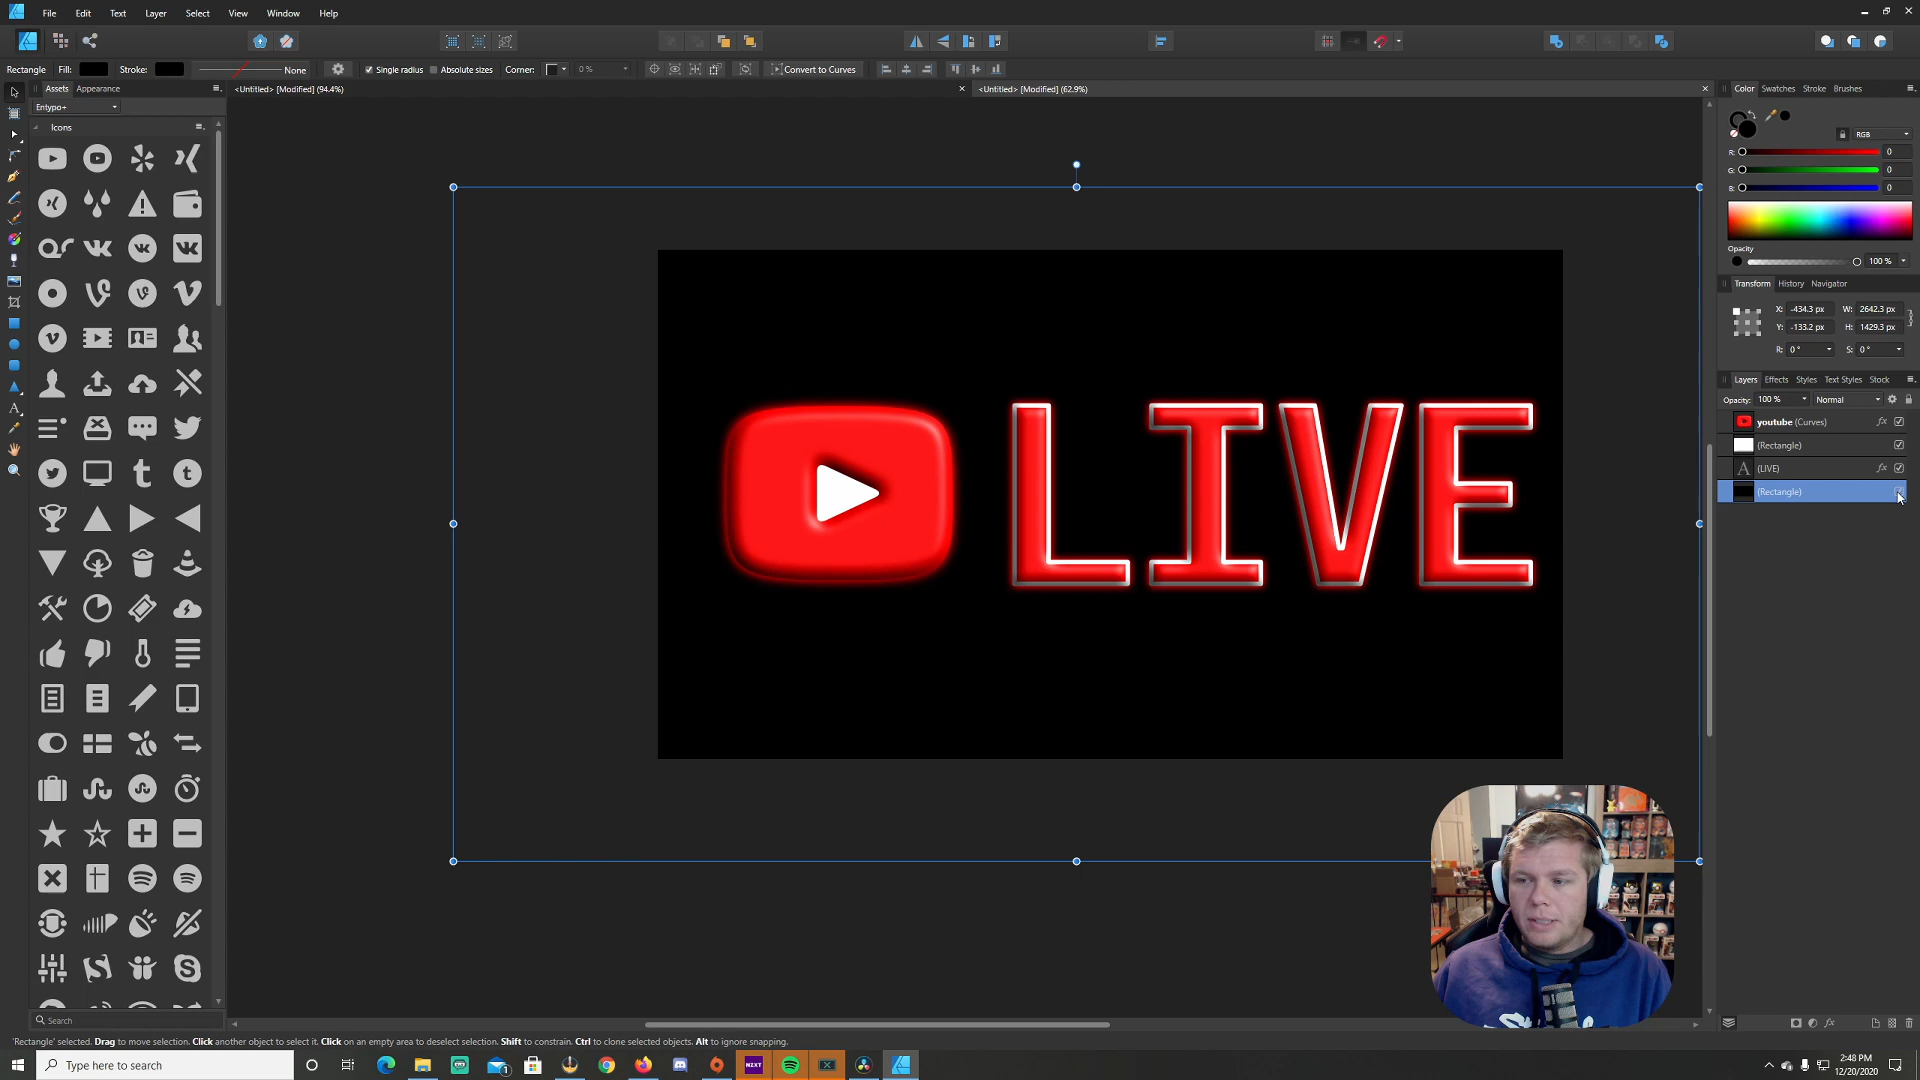 File Edit Text Layer Select View Window Help
Rectangle Fill: Stroke: None Single radius Absolute sizes Corner: 0 % Convert to Curves
Assets Appearance
<Untitled> [Modified] (94.4%)
<Untitled> [Modified] (62.9%)
Color Swatches Stroke Brushes
Entypo+
Icons
RGB
R: 0
G: 0
B: 0
Opacity
100 %
Transform History Navigator
X: -434.3 px W: 2642.3 px
Y: -133.2 px H: 1429.3 px
R: 0 ° S: 0 °
Layers Effects Styles Text Styles Stock
Opacity: 100 % Normal
youtube (Curves) fx
(Rectangle)
A (LIVE) fx
(Rectangle)
LIVE
Search
'Rectangle' selected. Drag to move selection. Click another object to select it. Click on an empty area to deselect selection. Shift to constrain. Ctrl to clone selected objects. Alt to ignore snapping.
Type here to search
2:48 PM
12/20/2020